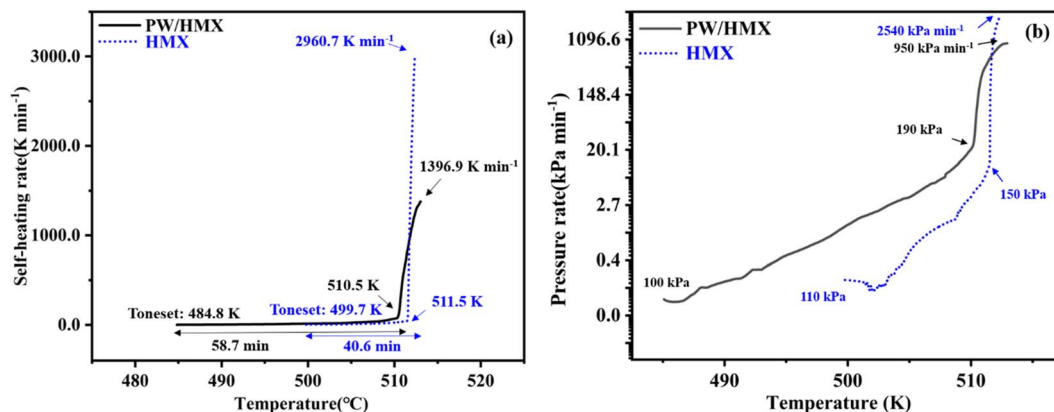 PW/HMX
HMX
(a)
2960.7 K min⁻¹
1396.9 K min⁻¹
510.5 K
Toneset: 484.8 K
Toneset: 499.7 K
511.5 K
58.7 min
40.6 min
3000.0
2000.0
1000.0
0.0
Self-heating rate(K min⁻¹)
480
490
500
510
520
Temperature(°C)
PW/HMX
HMX
(b)
2540 kPa min⁻¹
950 kPa min⁻¹
190 kPa
150 kPa
100 kPa
110 kPa
1096.6
148.4
20.1
2.7
0.4
0.0
Pressure rate(kPa min⁻¹)
490
500
510
Temperature (K)